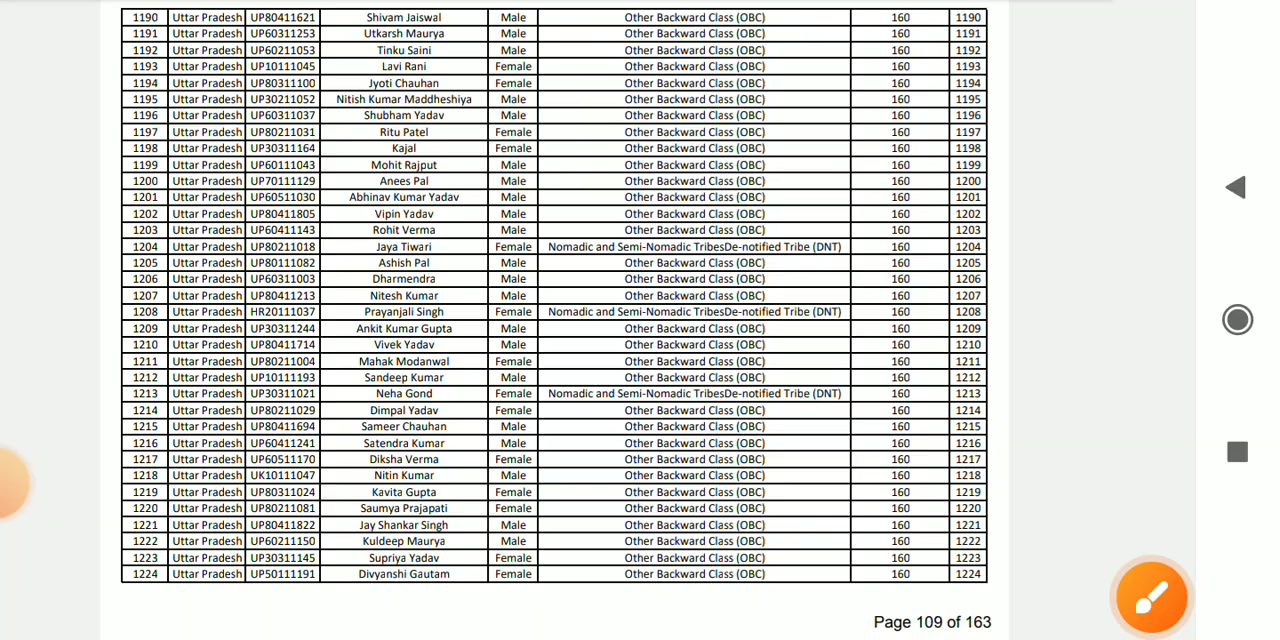 1190 Uttar Pradesh UP80411621 Shivam Jaiswal Male Other Backward Class (OBC) 160 1190
1191 Uttar Pradesh UP60311253 Utkarsh Maurya Male Other Backward Class (OBC) 160 1191
1192 Uttar Pradesh UP60211053 Tinku Saini Male Other Backward Class (OBC) 160 1192
1193 Uttar Pradesh UP10111045 Lavi Rani Female Other Backward Class (OBC) 160 1193
1194 Uttar Pradesh UP80311100 Jyoti Chauhan Female Other Backward Class (OBC) 160 1194
1195 Uttar Pradesh UP30211052 Nitish Kumar Maddheshiya Male Other Backward Class (OBC) 160 1195
1196 Uttar Pradesh UP60311037 Shubham Yadav Male Other Backward Class (OBC) 160 1196
1197 Uttar Pradesh UP80211031 Ritu Patel Female Other Backward Class (OBC) 160 1197
1198 Uttar Pradesh UP30311164 Kajal Female Other Backward Class (OBC) 160 1198
1199 Uttar Pradesh UP60111043 Mohit Rajput Male Other Backward Class (OBC) 160 1199
1200 Uttar Pradesh UP70111129 Anees Pal Male Other Backward Class (OBC) 160 1200
1201 Uttar Pradesh UP60511030 Abhinav Kumar Yadav Male Other Backward Class (OBC) 160 1201
1202 Uttar Pradesh UP80411805 Vipin Yadav Male Other Backward Class (OBC) 160 1202
1203 Uttar Pradesh UP60411143 Rohit Verma Male Other Backward Class (OBC) 160 1203
1204 Uttar Pradesh UP80211018 Jaya Tiwari Female Nomadic and Semi-Nomadic TribesDe-notified Tribe (DNT) 160 1204
1205 Uttar Pradesh UP80111082 Ashish Pal Male Other Backward Class (OBC) 160 1205
1206 Uttar Pradesh UP60311003 Dharmendra Male Other Backward Class (OBC) 160 1206
1207 Uttar Pradesh UP80411213 Nitesh Kumar Male Other Backward Class (OBC) 160 1207
1208 Uttar Pradesh HR20111037 Prayanjali Singh Female Nomadic and Semi-Nomadic TribesDe-notified Tribe (DNT) 160 1208
1209 Uttar Pradesh UP30311244 Ankit Kumar Gupta Male Other Backward Class (OBC) 160 1209
1210 Uttar Pradesh UP80411714 Vivek Yadav Male Other Backward Class (OBC) 160 1210
1211 Uttar Pradesh UP80211004 Mahak Modanwal Female Other Backward Class (OBC) 160 1211
1212 Uttar Pradesh UP10111193 Sandeep Kumar Male Other Backward Class (OBC) 160 1212
1213 Uttar Pradesh UP30311021 Neha Gond Female Nomadic and Semi-Nomadic TribesDe-notified Tribe (DNT) 160 1213
1214 Uttar Pradesh UP80211029 Dimpal Yadav Female Other Backward Class (OBC) 160 1214
1215 Uttar Pradesh UP80411694 Sameer Chauhan Male Other Backward Class (OBC) 160 1215
1216 Uttar Pradesh UP60411241 Satendra Kumar Male Other Backward Class (OBC) 160 1216
1217 Uttar Pradesh UP60511170 Diksha Verma Female Other Backward Class (OBC) 160 1217
1218 Uttar Pradesh UK10111047 Nitin Kumar Male Other Backward Class (OBC) 160 1218
1219 Uttar Pradesh UP80311024 Kavita Gupta Female Other Backward Class (OBC) 160 1219
1220 Uttar Pradesh UP80211081 Saumya Prajapati Female Other Backward Class (OBC) 160 1220
1221 Uttar Pradesh UP80411822 Jay Shankar Singh Male Other Backward Class (OBC) 160 1221
1222 Uttar Pradesh UP60211150 Kuldeep Maurya Male Other Backward Class (OBC) 160 1222
1223 Uttar Pradesh UP30311145 Supriya Yadav Female Other Backward Class (OBC) 160 1223
1224 Uttar Pradesh UP50111191 Divyanshi Gautam Female Other Backward Class (OBC) 160 1224
Page 109 of 163